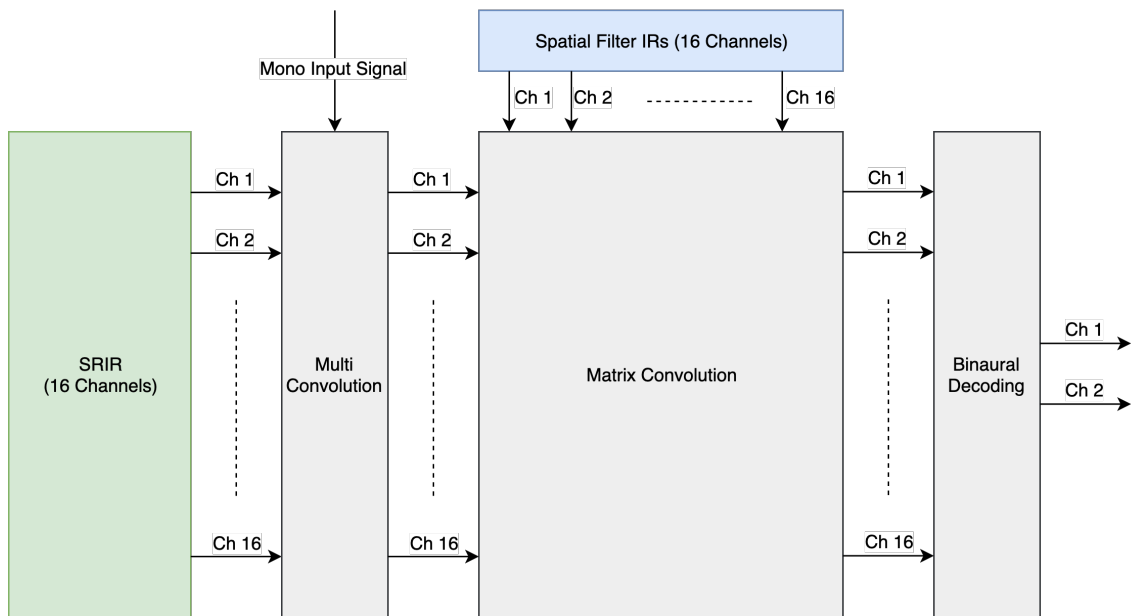 Mono Input Signal
Spatial Filter IRs (16 Channels)
Ch 1
Ch 2
Ch 16
Ch 1
Ch 1
Ch 1
Ch 2
Ch 2
Ch 2
SRIR
(16 Channels)
Multi
Convolution
Matrix Convolution
Binaural
Decoding
Ch 1
Ch 2
Ch 16
Ch 16
Ch 16